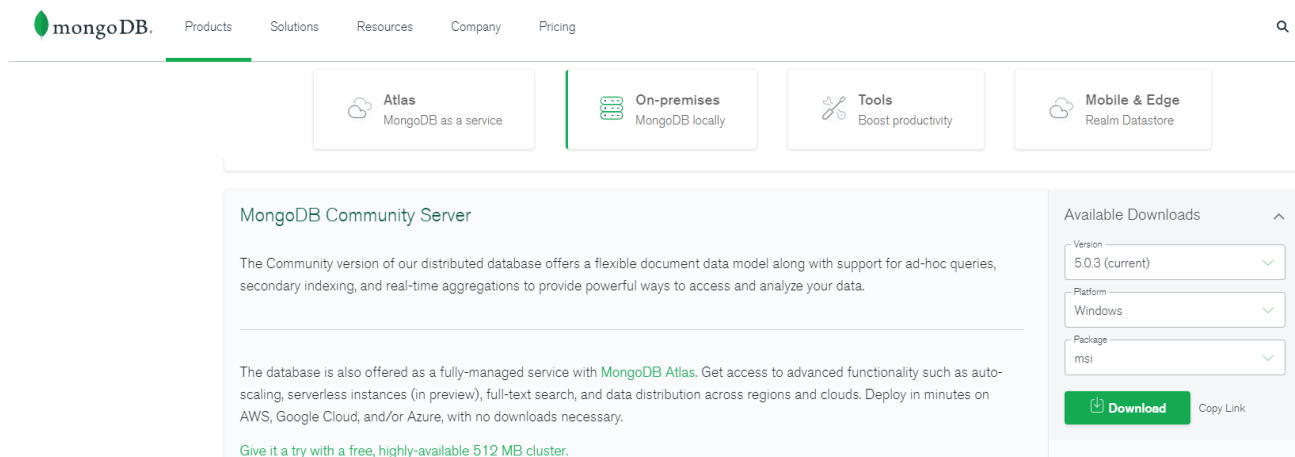 mongoDB.
Products Solutions Resources Company Pricing
Atlas
MongoDB as a service
On-premises
MongoDB locally
Tools
Boost productivity
Mobile & Edge
Realm Datastore
MongoDB Community Server
The Community version of our distributed database offers a flexible document data model along with support for ad-hoc queries,
secondary indexing, and real-time aggregations to provide powerful ways to access and analyze your data.
The database is also offered as a fully-managed service with MongoDB Atlas. Get access to advanced functionality such as auto-
scaling, serverless instances (in preview), full-text search, and data distribution across regions and clouds. Deploy in minutes on
AWS, Google Cloud, and/or Azure, with no downloads necessary.
Give it a try with a free, highly-available 512 MB cluster.
Available Downloads
Version
5.0.3 (current)
Platform
Windows
Package
msi
Download Copy Link